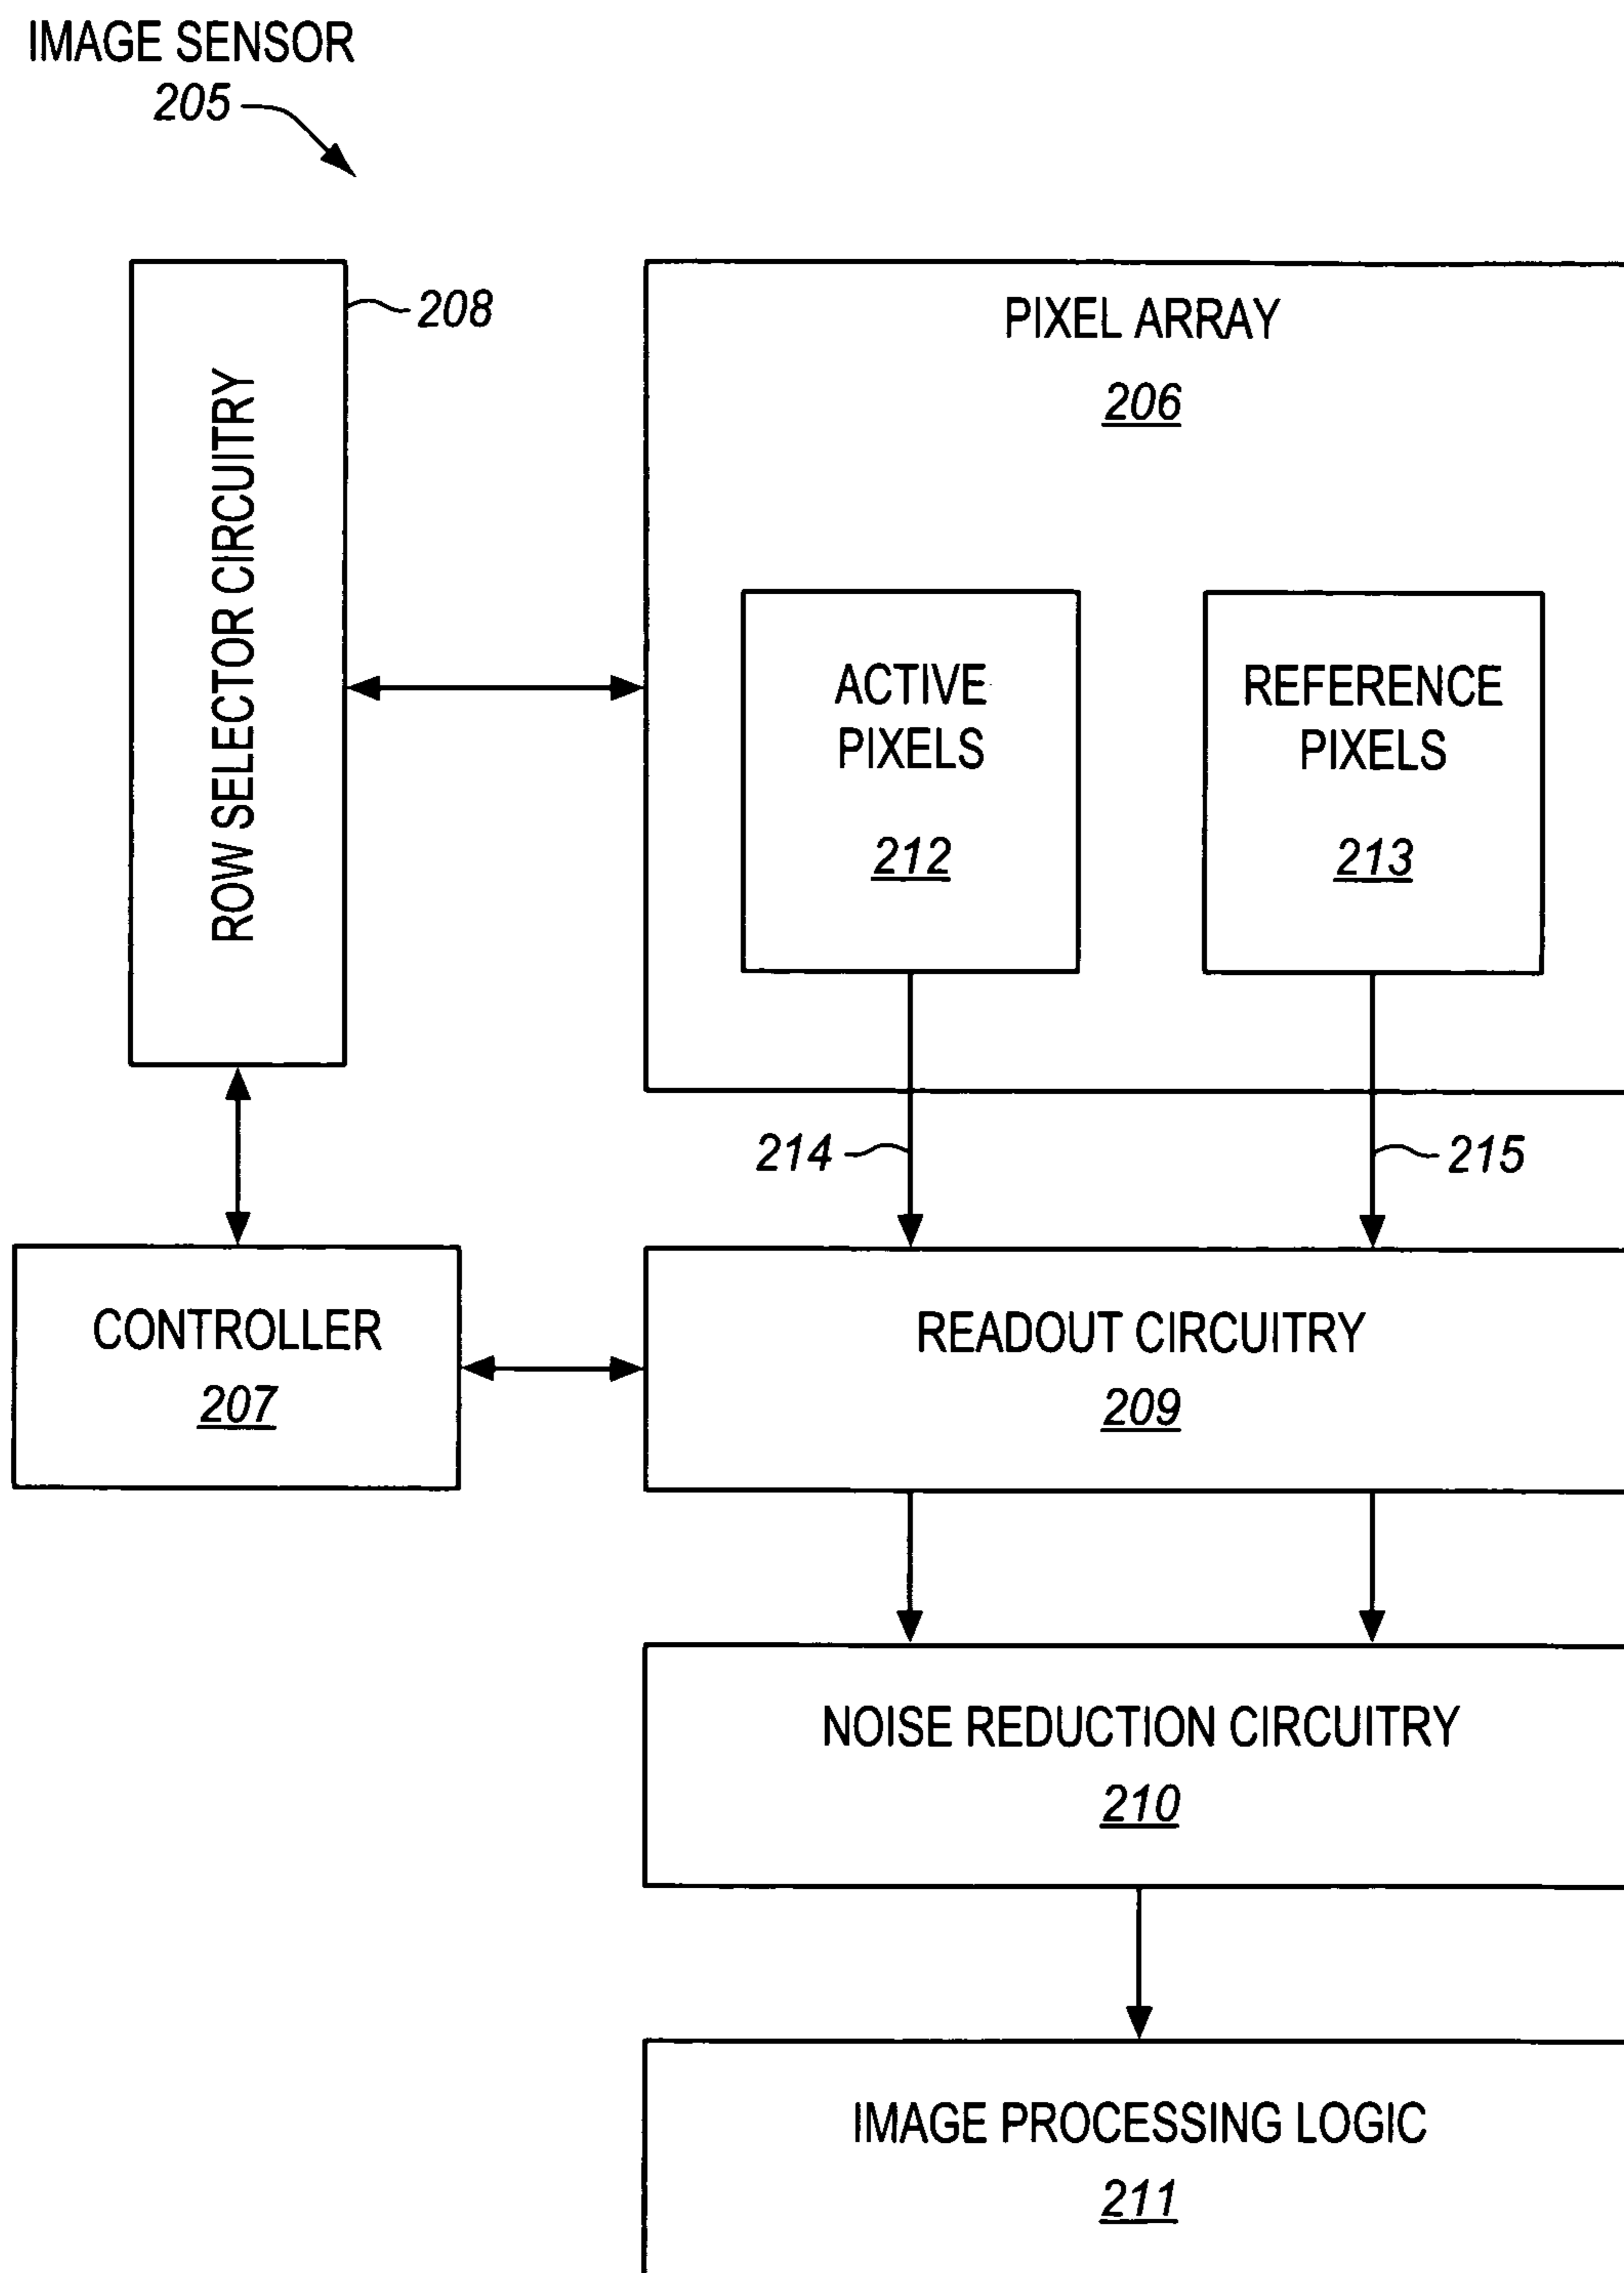 IMAGE SENSOR
205
208
ROW SELECTOR CIRCUITRY
PIXEL ARRAY
206
ACTIVE
PIXELS
212
REFERENCE
PIXELS
213
214
215
CONTROLLER
207
READOUT CIRCUITRY
209
NOISE REDUCTION CIRCUITRY
210
IMAGE PROCESSING LOGIC
211